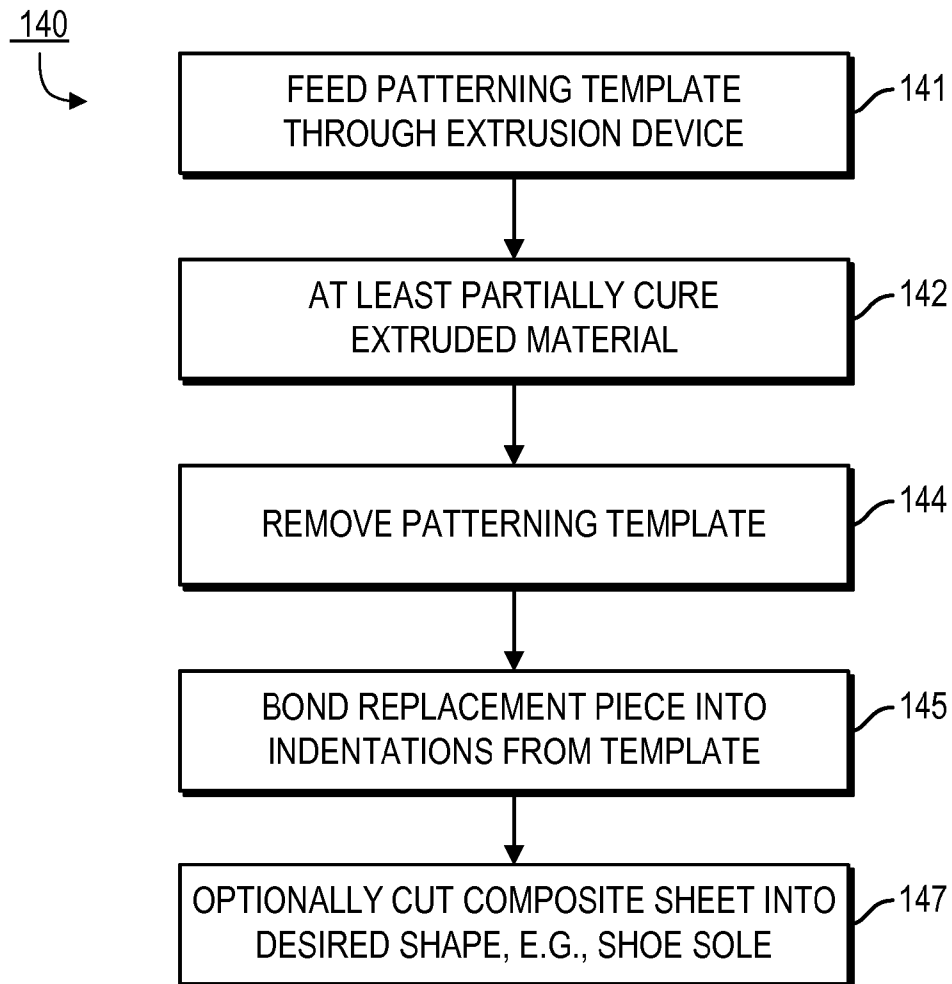 140
FEED PATTERNING TEMPLATE
THROUGH EXTRUSION DEVICE
141
AT LEAST PARTIALLY CURE
EXTRUDED MATERIAL
142
REMOVE PATTERNING TEMPLATE
144
BOND REPLACEMENT PIECE INTO
INDENTATIONS FROM TEMPLATE
145
OPTIONALLY CUT COMPOSITE SHEET INTO
DESIRED SHAPE, E.G., SHOE SOLE
147